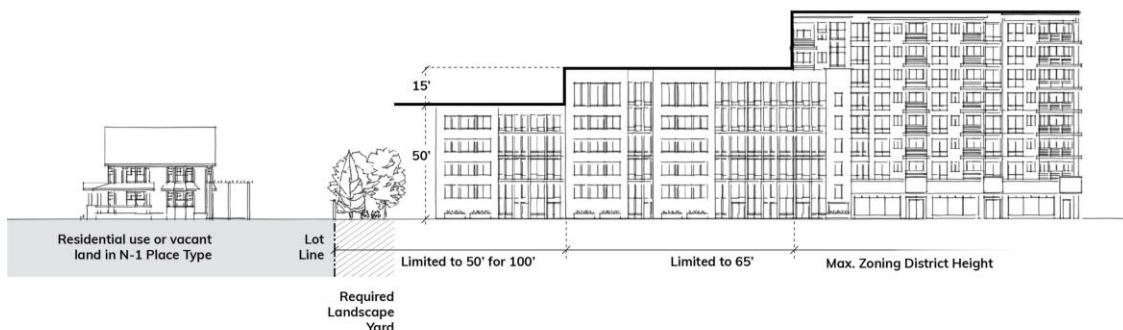 15'
50'
Residential use or vacant
land in N-1 Place Type
Lot
Line
Limited to 50' for 100'
Limited to 65'
Max. Zoning District Height
Required
Landscape
Yard